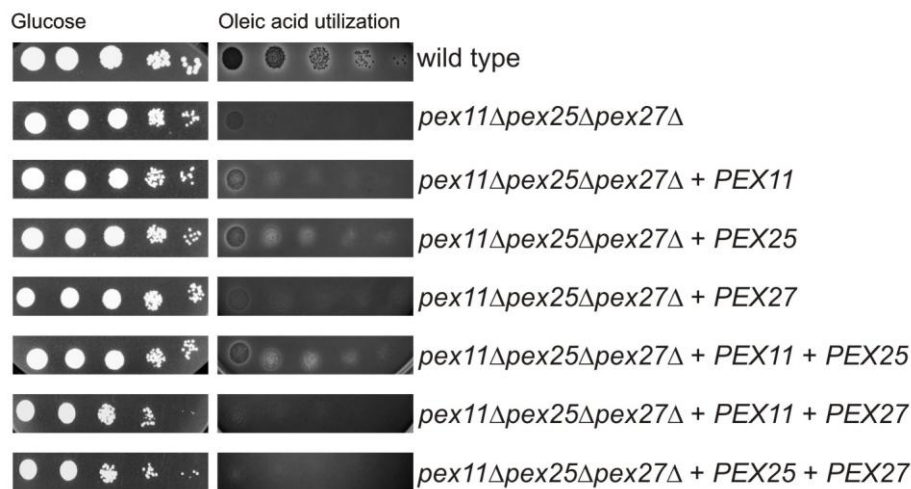 Glucose Oleic acid utilization
wild type
pex11Δpex25Δpex27Δ
pex11Δpex25Δpex27Δ + PEX11
pex11Δpex25Δpex27Δ + PEX25
pex11Δpex25Δpex27Δ + PEX27
pex11Δpex25Δpex27Δ + PEX11 + PEX25
pex11Δpex25Δpex27Δ + PEX11 + PEX27
pex11Δpex25Δpex27Δ + PEX25 + PEX27